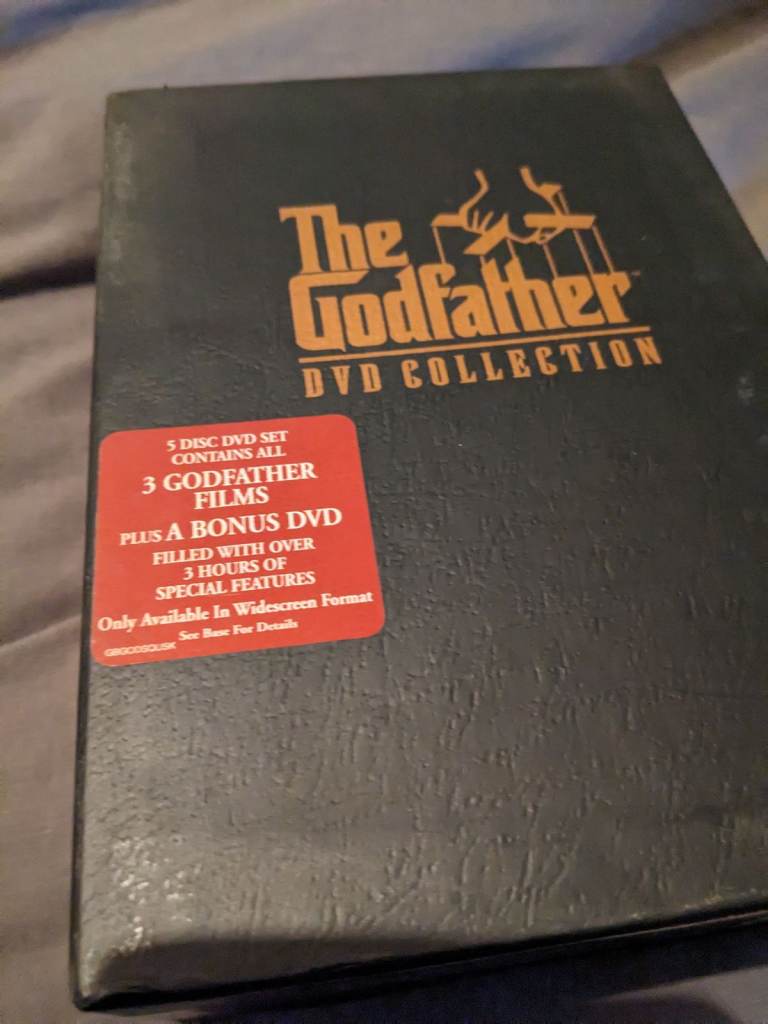 The
Godfather™
DVD COLLECTION
5 DISC DVD SET
CONTAINS ALL
3 GODFATHER
FILMS
PLUS A BONUS DVD
FILLED WITH OVER
3 HOURS OF
SPECIAL FEATURES
Only Available In Widescreen Format
See Base For Details